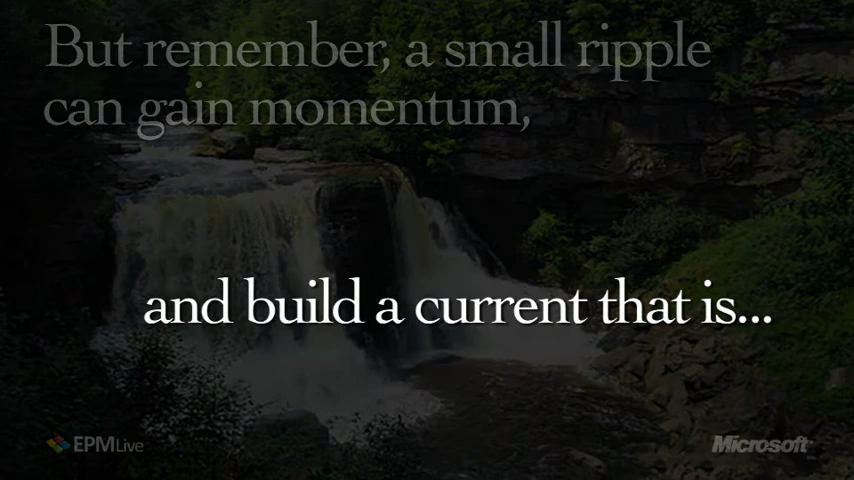 But remember, a small ripple
can gain momentum,
and build a current that is...
EPMLive
Microsoft